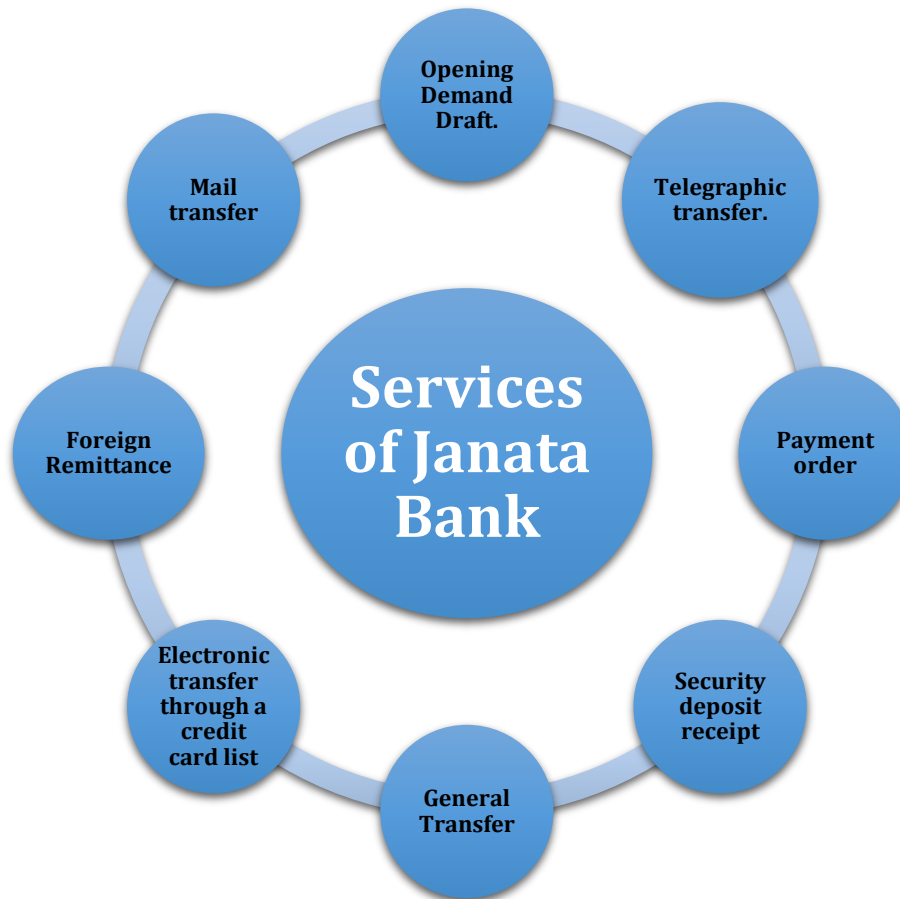 Opening
Demand
Draft.
Telegraphic
transfer.
Payment
order
Security
deposit
receipt
General
Transfer
Electronic
transfer
through a
credit
card list
Foreign
Remittance
Mail
transfer
Services
of Janata
Bank